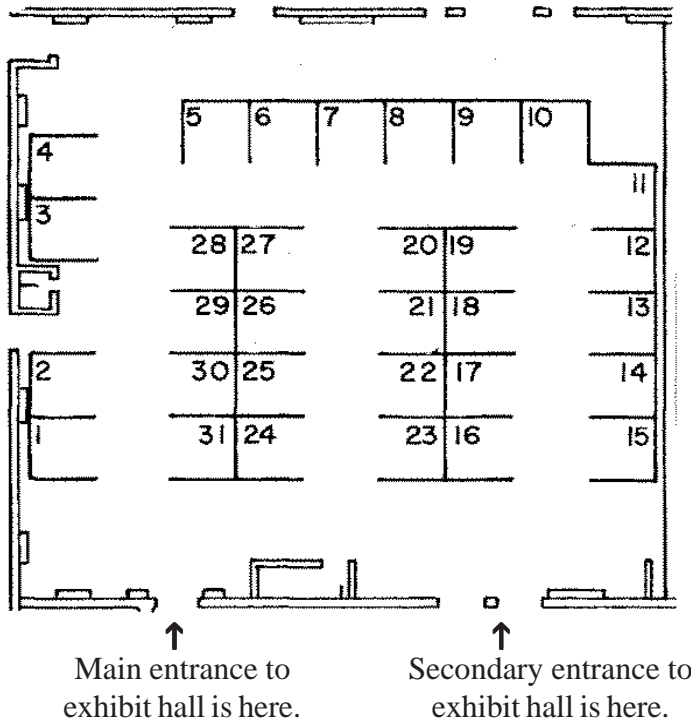 5 6 7 8 9 10
4
11
3
28 27 20 19 12
29 26 21 18 13
2 30 25 22 17 14
1 31 24 23 16 15
Main entrance to
exhibit hall is here.
Secondary entrance to
exhibit hall is here.